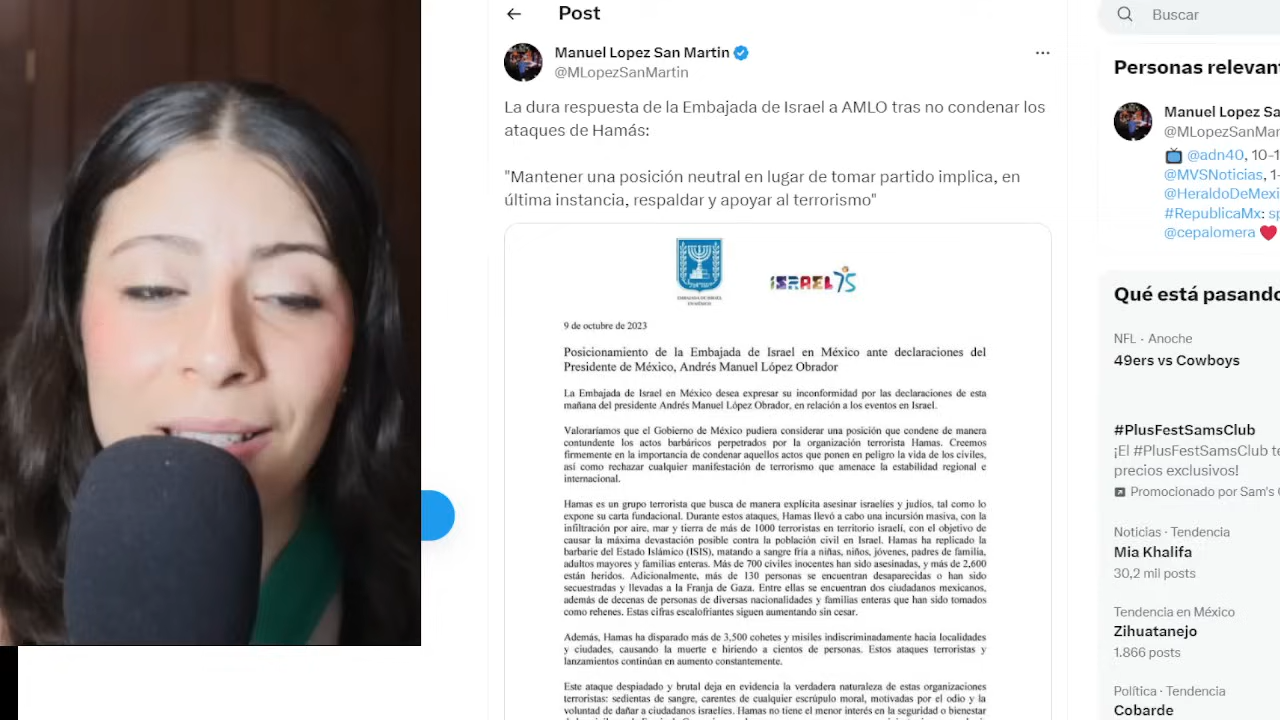 Post
Buscar
Manuel Lopez San Martin
@MLopezSanMartin
La dura respuesta de la Embajada de Israel a AMLO tras no condenar los
ataques de Hamás:
"Mantener una posición neutral en lugar de tomar partido implica, en
última instancia, respaldar y apoyar al terrorismo"
EMBAJADA DE ISRAEL
ISRAEL 75
9 de octubre de 2023
Posicionamiento de la Embajada de Israel en México ante declaraciones del
Presidente de México, Andrés Manuel López Obrador
La Embajada de Israel en México desea expresar su inconformidad por las declaraciones de esta
mañana del presidente Andrés Manuel López Obrador, en relación a los eventos en Israel.
Valoraríamos que el Gobierno de México pudiera considerar una posición que condene de manera
contundente los actos barbáricos perpetrados por la organización terrorista Hamas. Creemos
firmemente en la importancia de condenar aquellos actos que ponen en peligro la vida de los civiles,
así como rechazar cualquier manifestación de terrorismo que amenace la estabilidad regional e
internacional.
Hamas es un grupo terrorista que busca de manera explícita asesinar israelíes y judíos, tal como lo
expone su carta fundacional. Durante estos ataques, Hamas llevó a cabo una incursión masiva, con la
infiltración por aire, mar y tierra de más de 1000 terroristas en territorio israelí, con el objetivo de
causar la máxima devastación posible contra la población civil en Israel. Hamas ha replicado la
barbarie del Estado Islámico (ISIS), matando a sangre fría a niñas, niños, jóvenes, padres de familia,
adultos mayores y familias enteras. Más de 700 civiles inocentes han sido asesinadas, y más de 2,600
están heridos. Adicionalmente, más de 130 personas se encuentran desaparecidas o han sido
secuestradas y llevadas a la Franja de Gaza. Entre ellas se encuentran dos ciudadanos mexicanos,
además de decenas de personas de diversas nacionalidades y familias enteras que han sido tomados
como rehenes. Estas cifras escalofriantes siguen aumentando sin cesar.
Además, Hamas ha disparado más de 3,500 cohetes y misiles indiscriminadamente hacia localidades
y ciudades, causando la muerte e hiriendo a cientos de personas. Estos ataques terroristas y
lanzamientos continúan en aumento constantemente.
Este ataque despiadado y brutal deja en evidencia la verdadera naturaleza de estas organizaciones
terroristas: sedientas de sangre, carentes de cualquier escrúpulo moral, motivadas por el odio y la
voluntad de dañar a ciudadanos israelíes. Hamas no tiene el menor interés en la seguridad o bienestar
Personas relevan
Manuel Lopez Sa
@MLopezSanMar
@adn40, 10-1
@MVSNoticias, 1-
@HeraldoDeMexi
#RepublicaMx: sp
@cepalomera
Qué está pasando
NFL · Anoche
49ers vs Cowboys
#PlusFestSamsClub
¡El #PlusFestSamsClub te
precios exclusivos!
Promocionado por Sam's C
Noticias · Tendencia
Mia Khalifa
30,2 mil posts
Tendencia en México
Zihuatanejo
1.866 posts
Política · Tendencia
Cobarde